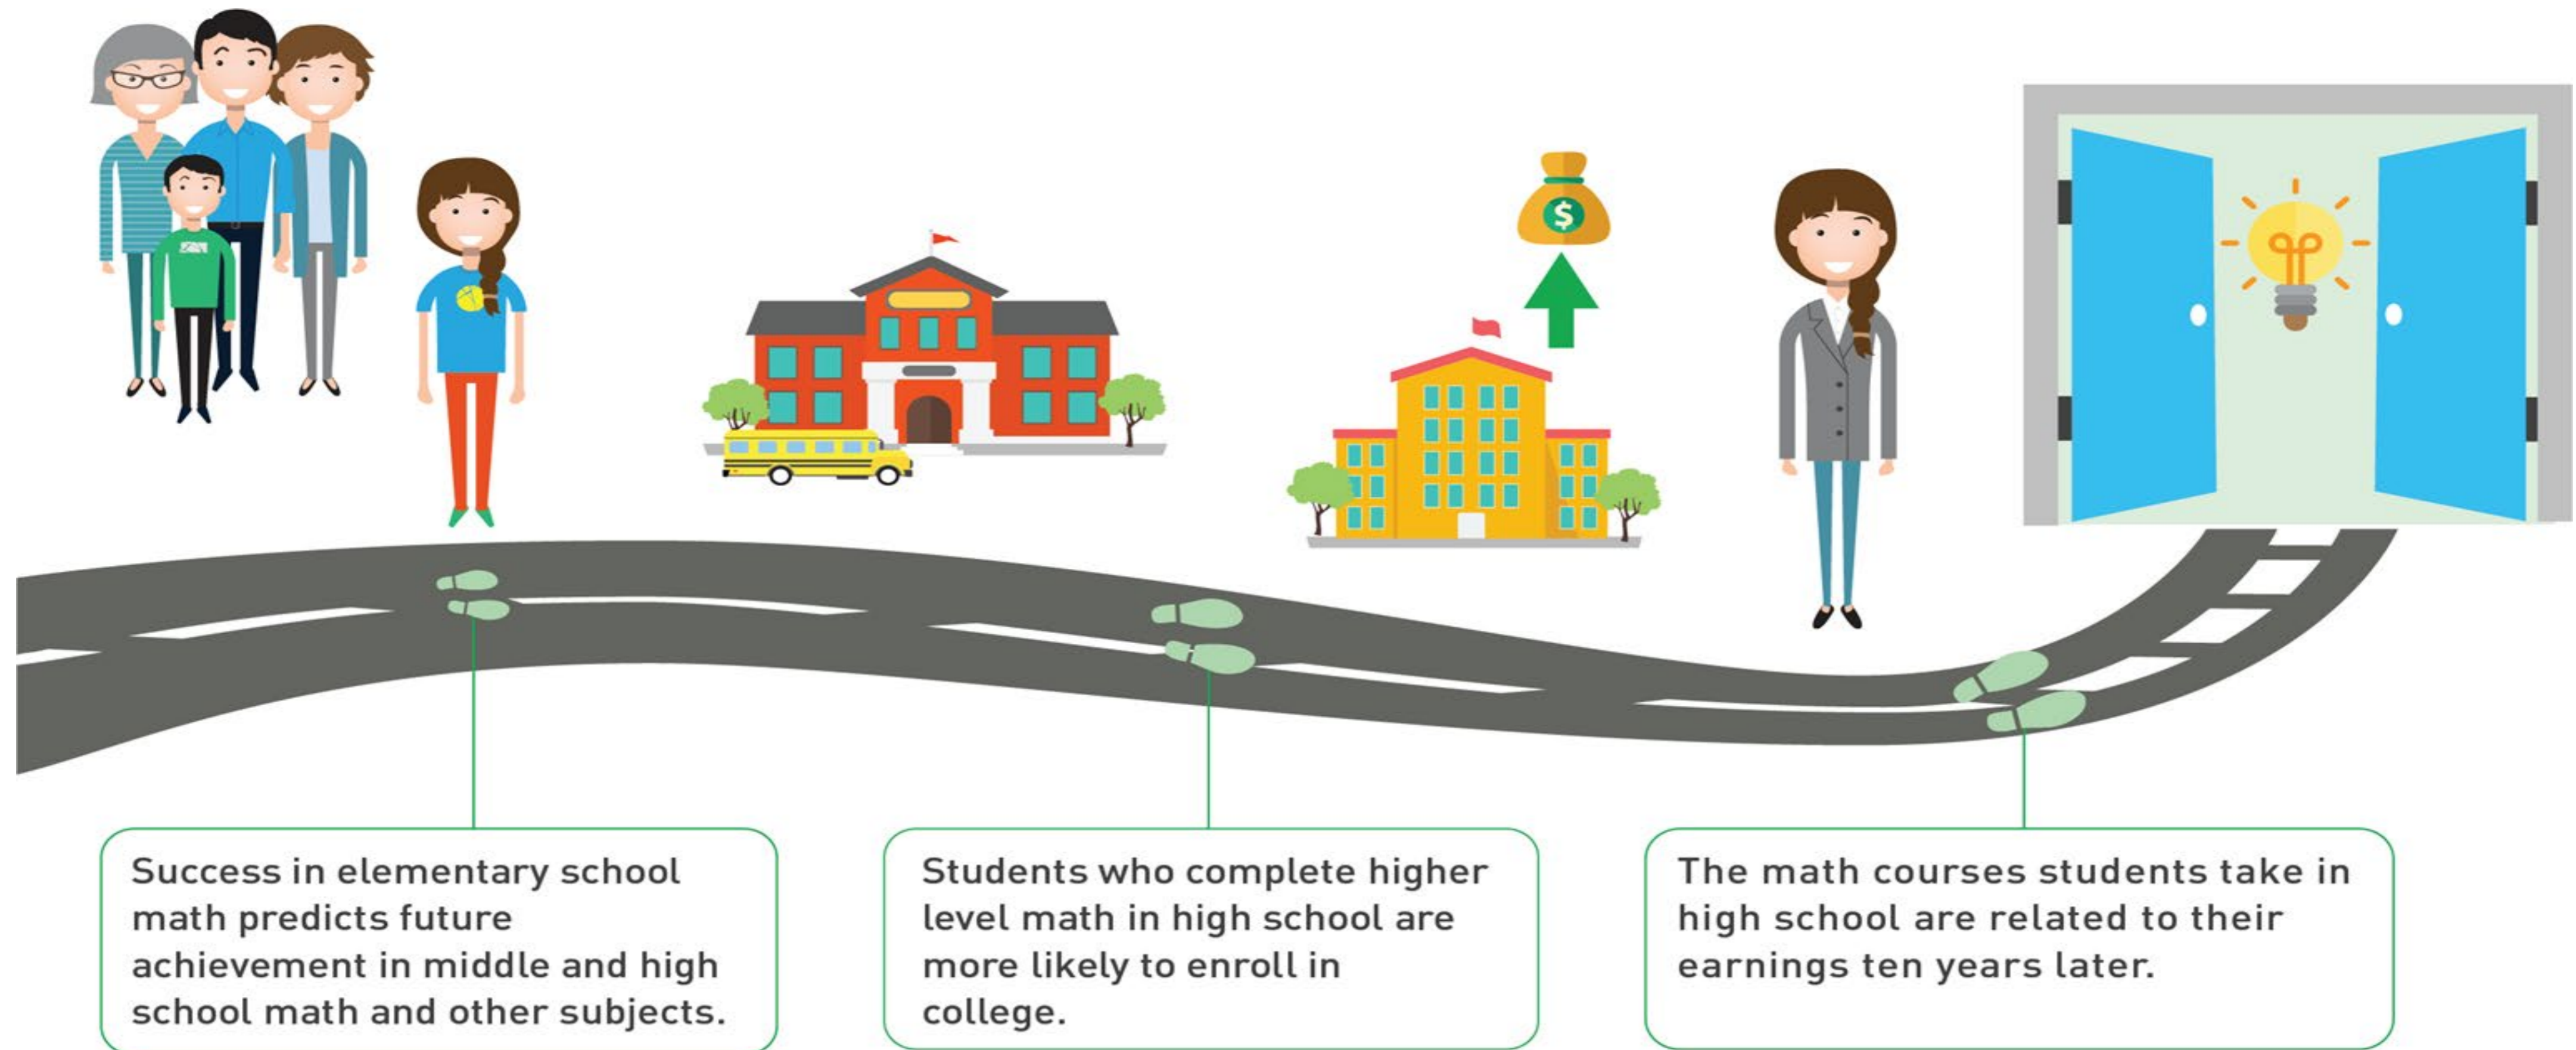 $
Success in elementary school
math predicts future
achievement in middle and high
school math and other subjects.
Students who complete higher
level math in high school are
more likely to enroll in
college.
The math courses students take in
high school are related to their
earnings ten years later.